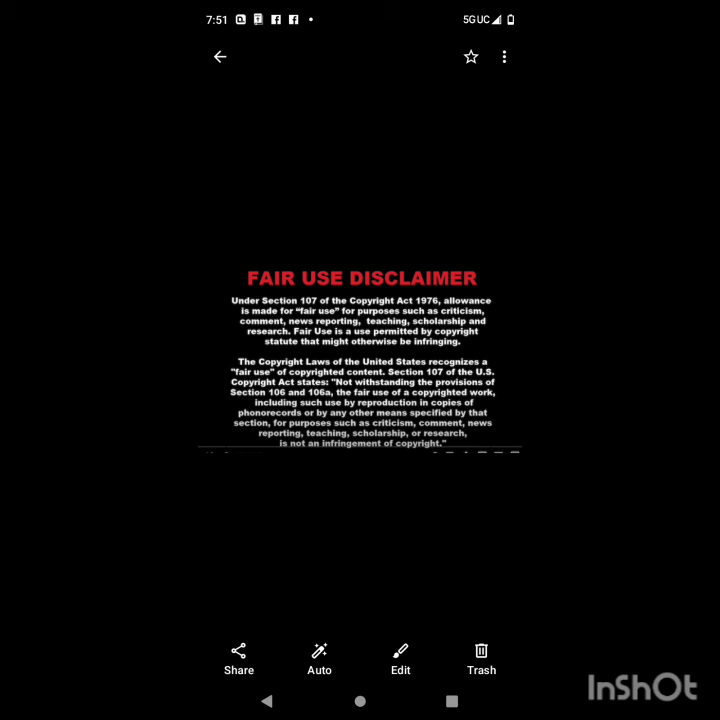 7:51
5GUC
FAIR USE DISCLAIMER
Under Section 107 of the Copyright Act 1976, allowance
is made for “fair use” for purposes such as criticism,
comment, news reporting, teaching, scholarship and
research. Fair Use is a use permitted by copyright
statute that might otherwise be infringing.
The Copyright Laws of the United States recognizes a
"fair use" of copyrighted content. Section 107 of the U.S.
Copyright Act states: "Not withstanding the provisions of
Section 106 and 106a, the fair use of a copyrighted work,
including such use by reproduction in copies of
phonorecords or by any other means specified by that
section, for purposes such as criticism, comment, news
reporting, teaching, scholarship, or research,
is not an infringement of copyright."
Share Auto Edit Trash
InShOt